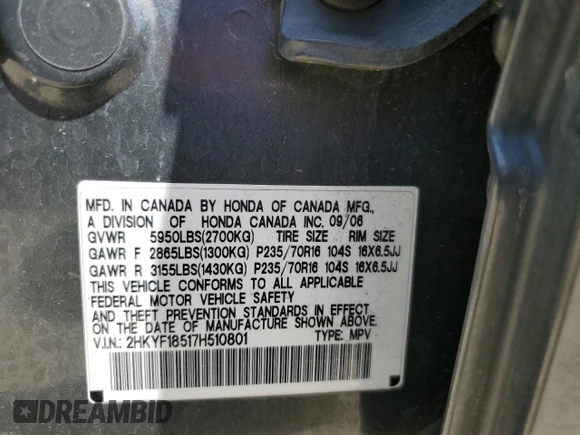 MFD. IN CANADA BY HONDA OF CANADA MFG.,
A DIVISION OF HONDA CANADA INC. 09/06
GVWR 5950LBS(2700KG) TIRE SIZE RIM SIZE
GAWR F 2865LBS(1300KG) P235/70R16 104S 16X6.5JJ
GAWR R 3155LBS(1430KG) P235/70R16 104S 16X6.5JJ
THIS VEHICLE CONFORMS TO ALL APPLICABLE
FEDERAL MOTOR VEHICLE SAFETY
AND THEFT PREVENTION STANDARDS IN EFFECT ON
THE DATE OF MANUFACTURE SHOWN ABOVE.
V.I.N.: 2HKYF18517H510801 TYPE: MPV
DREAMBID